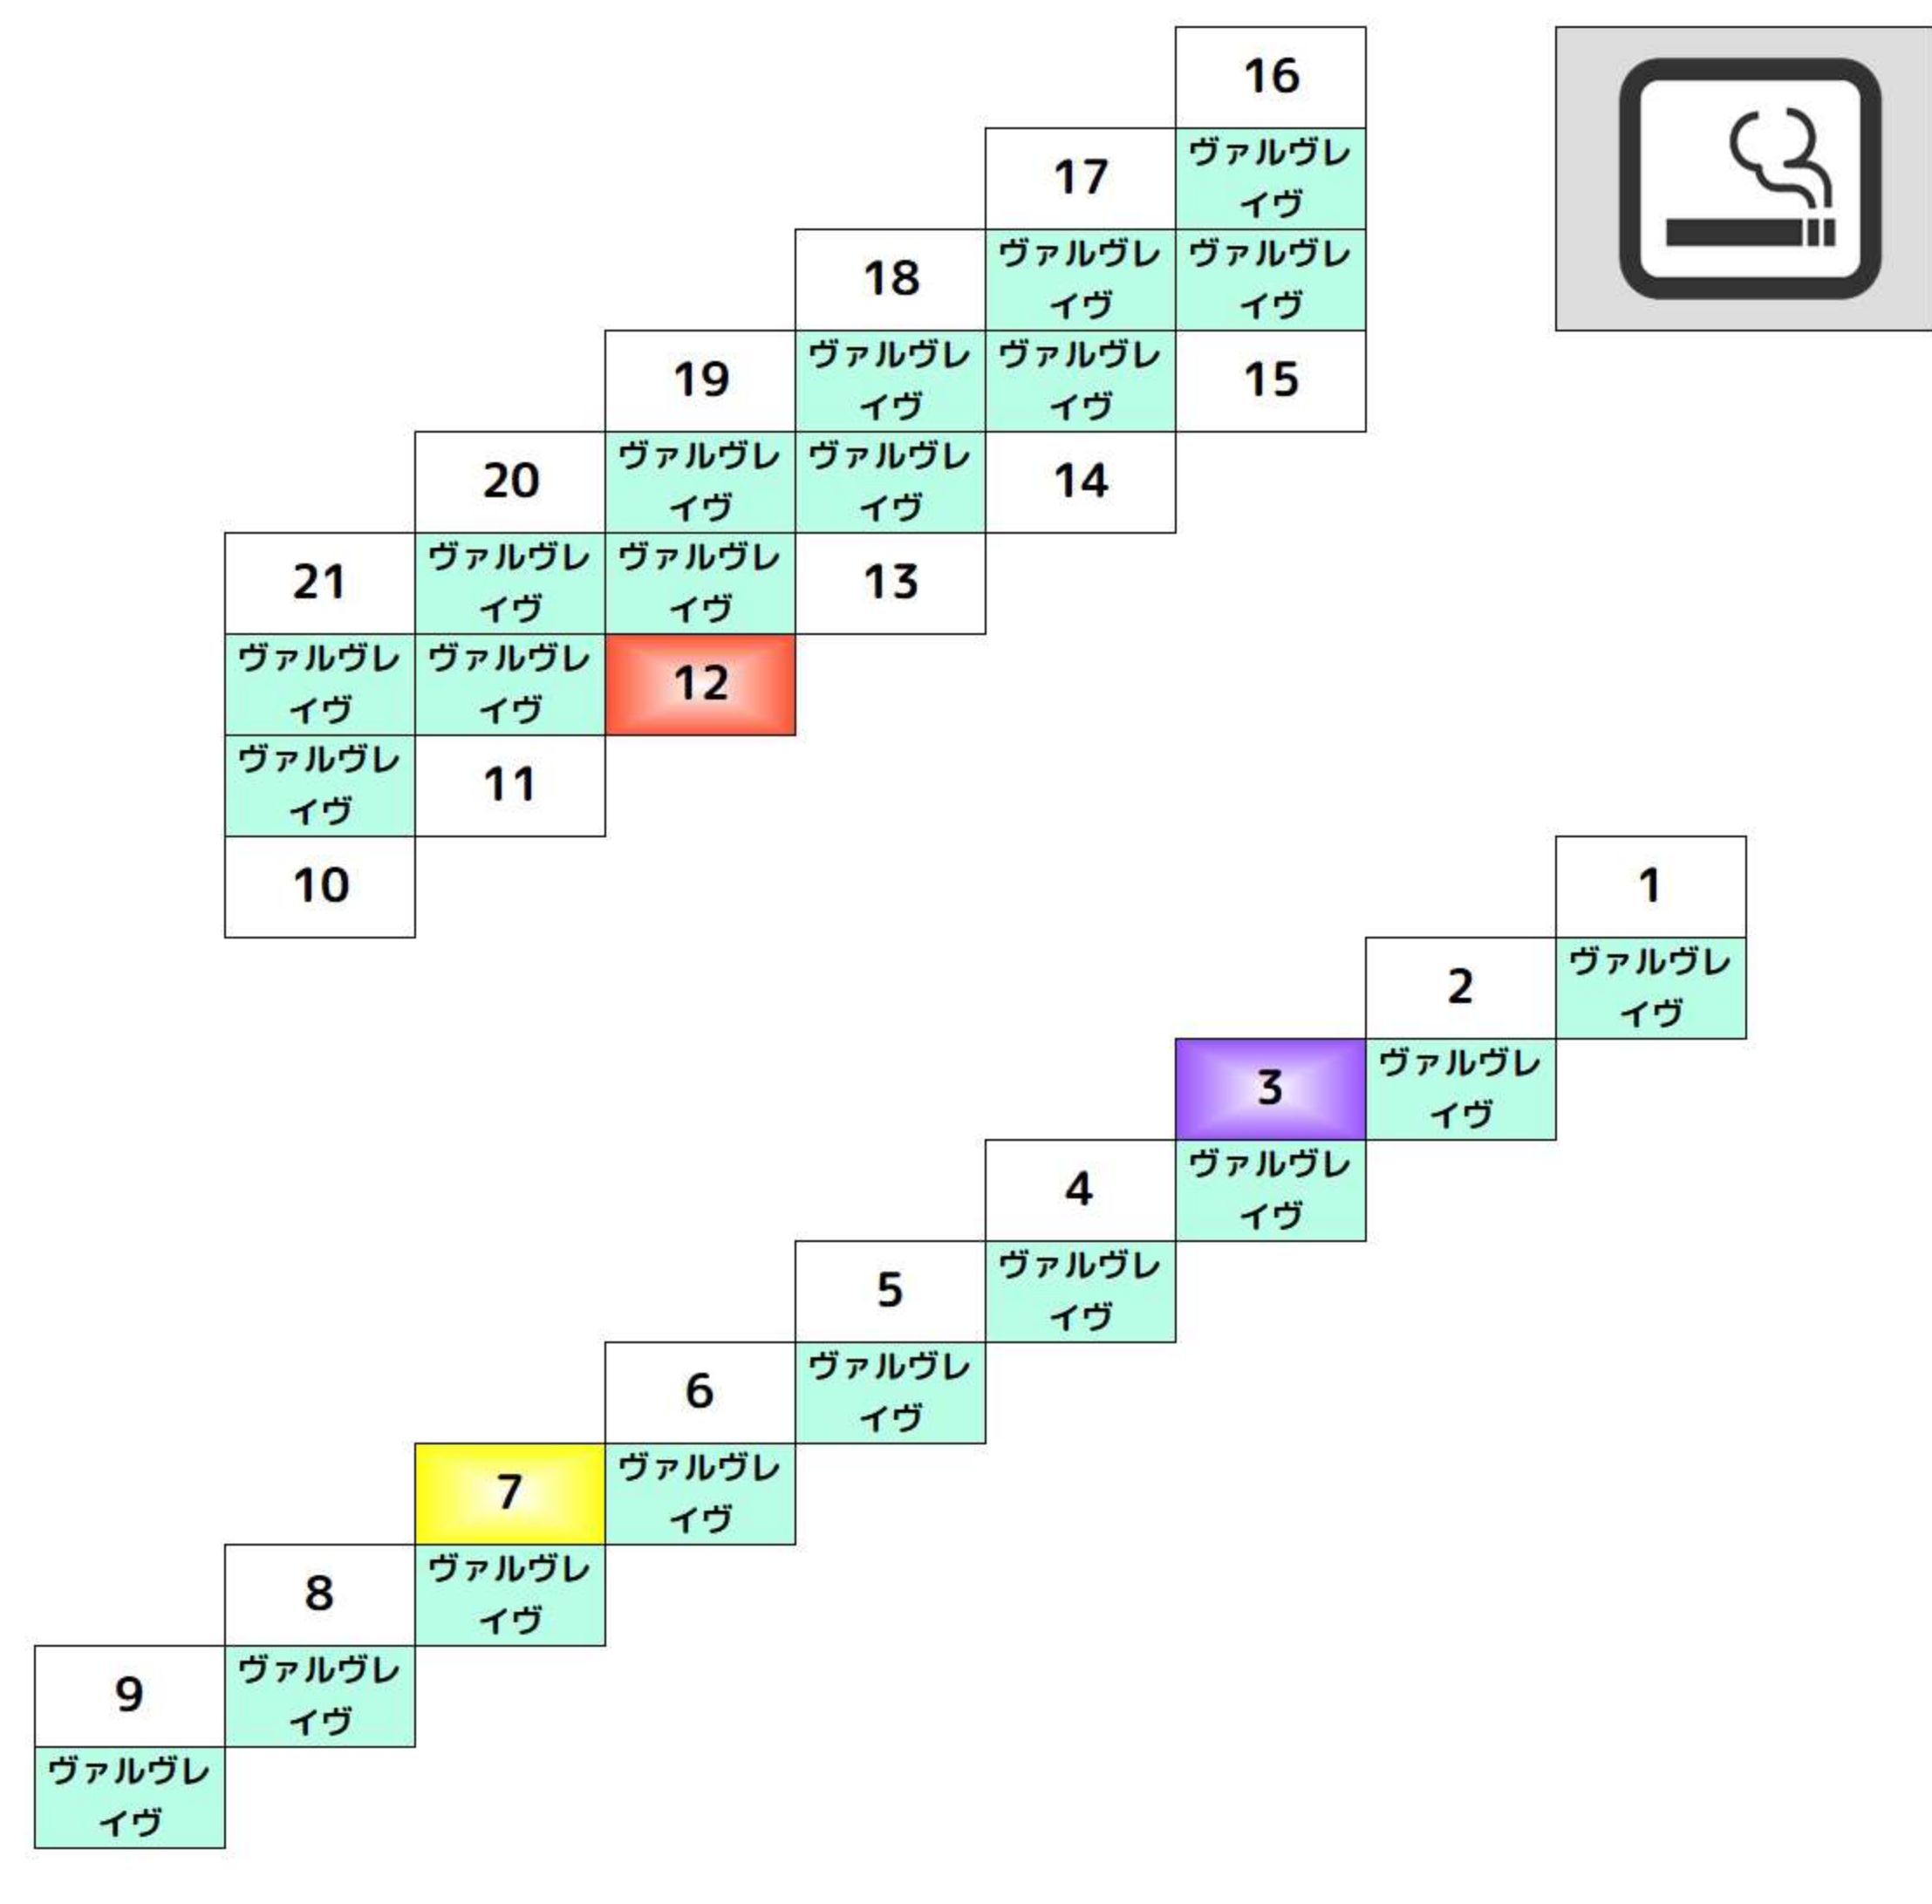 16
17 ヴァルヴレ
イヴ
18 ヴァルヴレ ヴァルヴレ
イヴ イヴ
19 ヴァルヴレ ヴァルヴレ 15
イヴ イヴ
20 ヴァルヴレ ヴァルヴレ 14
イヴ イヴ
21 ヴァルヴレ ヴァルヴレ 13
イヴ イヴ
ヴァルヴレ ヴァルヴレ 12
イヴ イヴ
ヴァルヴレ 11
イヴ
10 1
2 ヴァルヴレ
イヴ
3 ヴァルヴレ
イヴ
4 ヴァルヴレ
イヴ
5 ヴァルヴレ
イヴ
6 ヴァルヴレ
イヴ
7 ヴァルヴレ
イヴ
8 ヴァルヴレ
イヴ
9 ヴァルヴレ
イヴ
ヴァルヴレ
イヴ